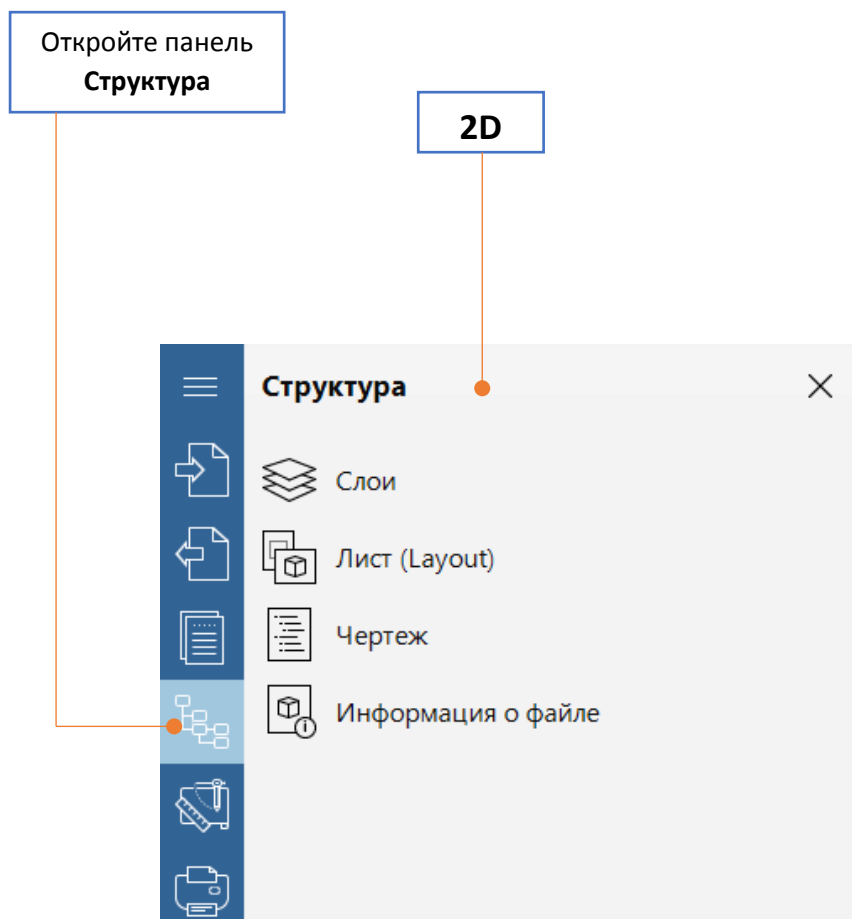 Откройте панель
Структура
2D
Структура
Слои
Лист (Layout)
Чертеж
Информация о файле